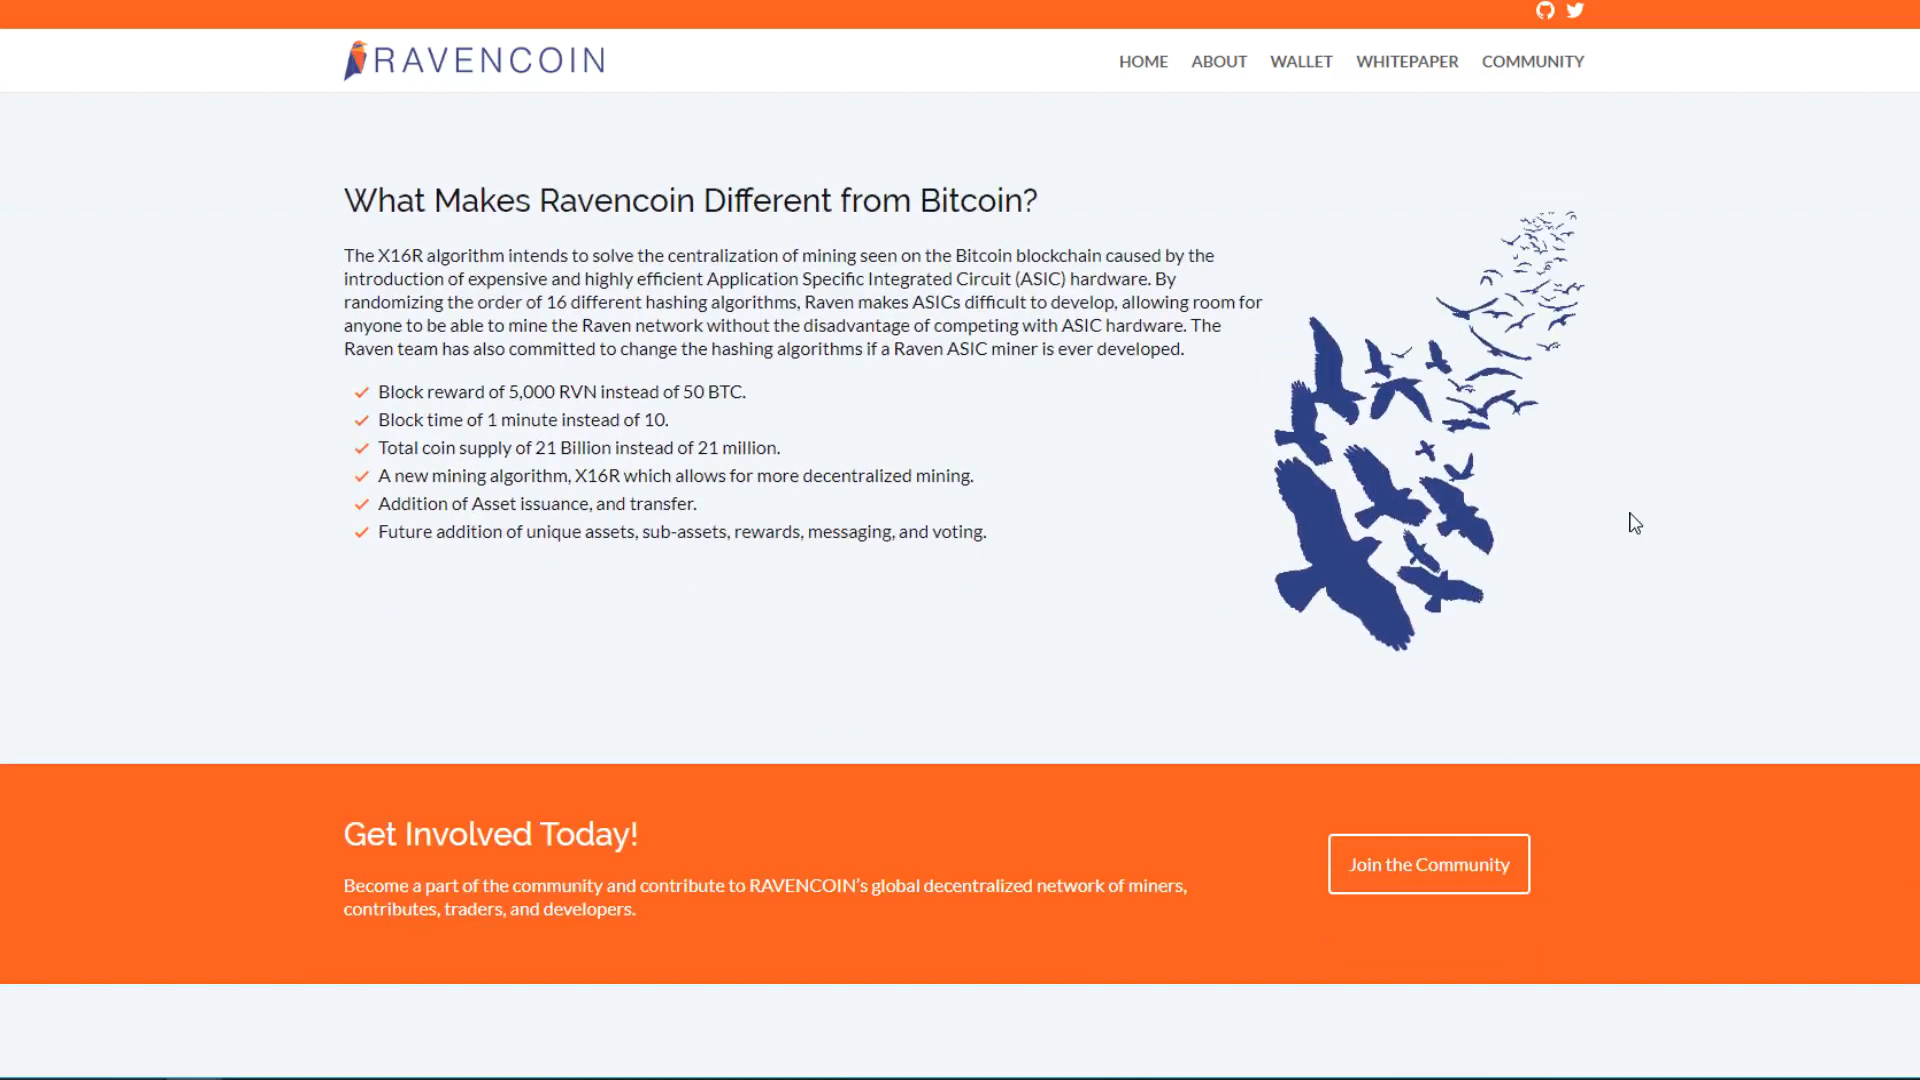 RAVENCOIN
HOME ABOUT WALLET WHITEPAPER COMMUNITY
What Makes Ravencoin Different from Bitcoin?
The X16R algorithm intends to solve the centralization of mining seen on the Bitcoin blockchain caused by the
introduction of expensive and highly efficient Application Specific Integrated Circuit (ASIC) hardware. By
randomizing the order of 16 different hashing algorithms, Raven makes ASICs difficult to develop, allowing room for
anyone to be able to mine the Raven network without the disadvantage of competing with ASIC hardware. The
Raven team has also committed to change the hashing algorithms if a Raven ASIC miner is ever developed.
Block reward of 5,000 RVN instead of 50 BTC.
Block time of 1 minute instead of 10.
Total coin supply of 21 Billion instead of 21 million.
A new mining algorithm, X16R which allows for more decentralized mining.
Addition of Asset issuance, and transfer.
Future addition of unique assets, sub-assets, rewards, messaging, and voting.
Get Involved Today!
Become a part of the community and contribute to RAVENCOIN’s global decentralized network of miners,
contributes, traders, and developers.
Join the Community